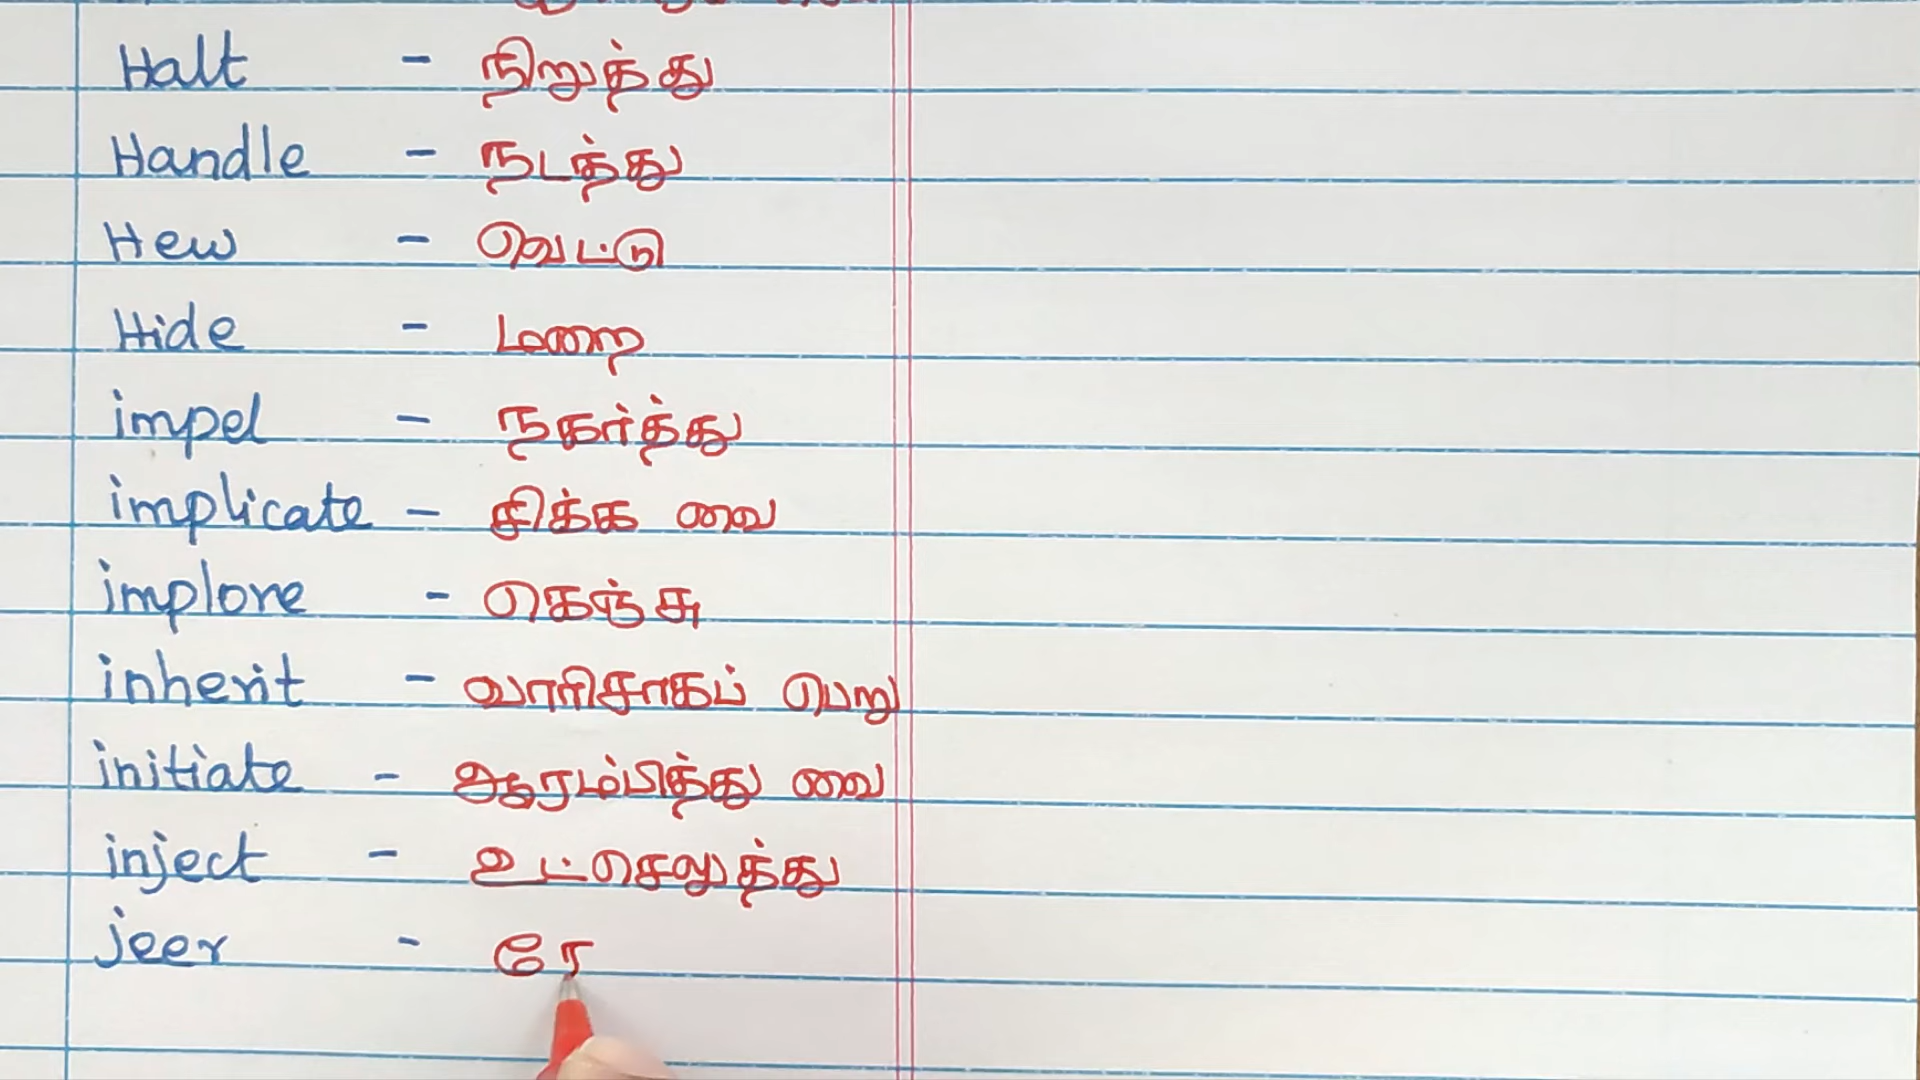 Halt - நிறுத்து
Handle - நடத்து
Hew - வெட்டு
Hide - மறை
impel - நகர்த்து
implicate - சிக்க வை
implore - கெஞ்சு
inherit - வாரிசாகப் பெறு
initiate - ஆரம்பித்து வை
inject - உட்செலுத்து
jeer -